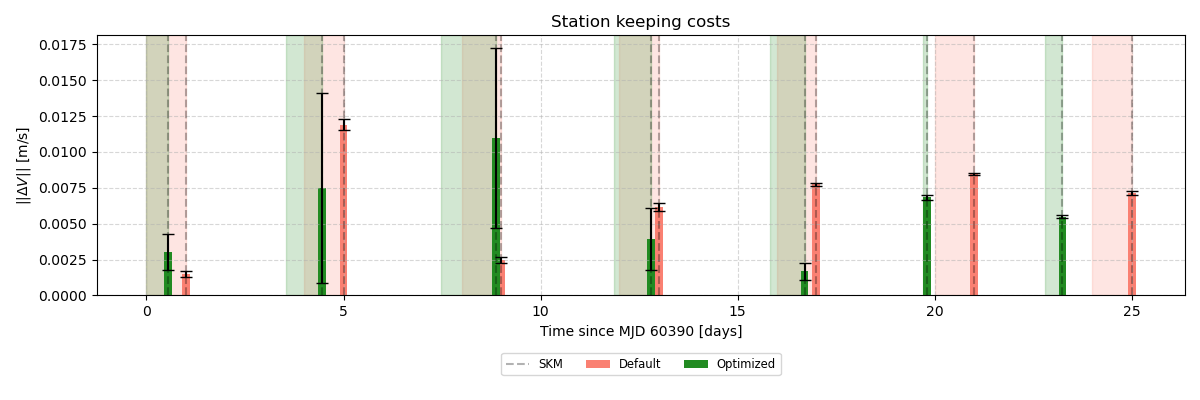 Station keeping costs
||ΔV|| [m/s]
0.0175
0.0150
0.0125
0.0100
0.0075
0.0050
0.0025
0.0000
0 5 10 15 20 25
Time since MJD 60390 [days]
SKM Default Optimized